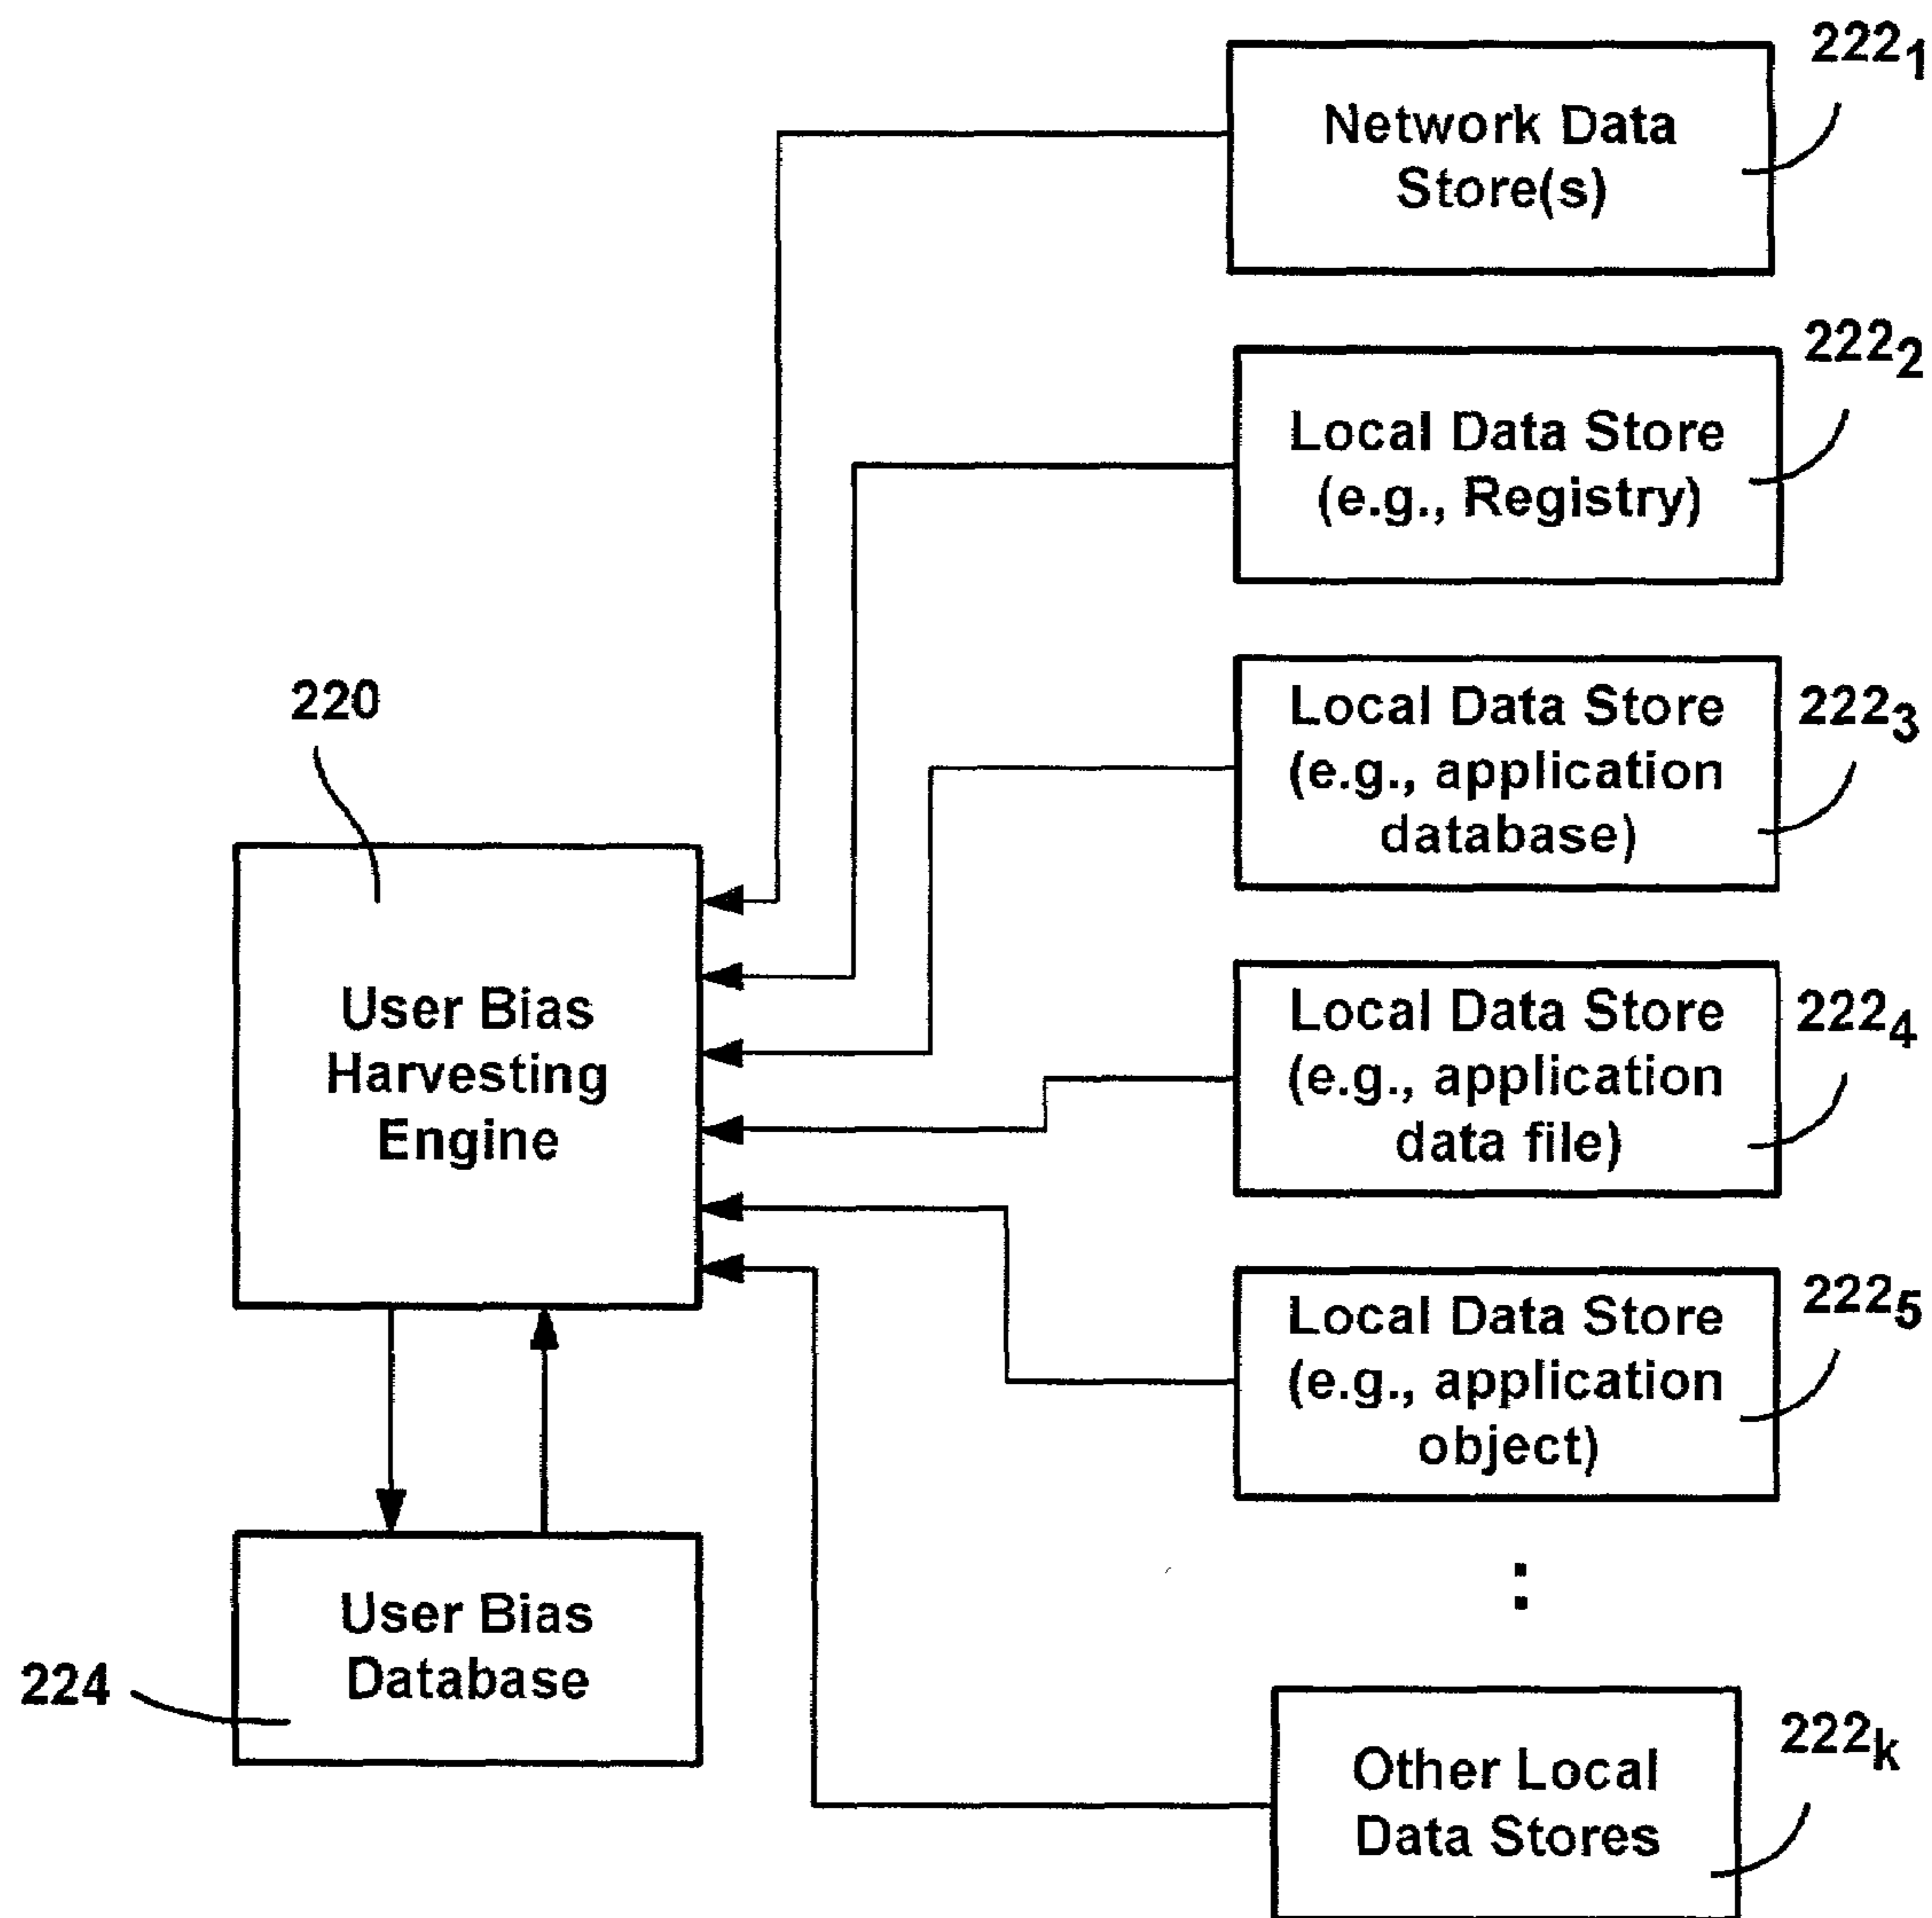 222₁
Network Data
Store(s)
222₂
Local Data Store
(e.g., Registry)
222₃
Local Data Store
(e.g., application
database)
220
User Bias
Harvesting
Engine
222₄
Local Data Store
(e.g., application
data file)
222₅
Local Data Store
(e.g., application
object)
:
224
User Bias
Database
222ₖ
Other Local
Data Stores